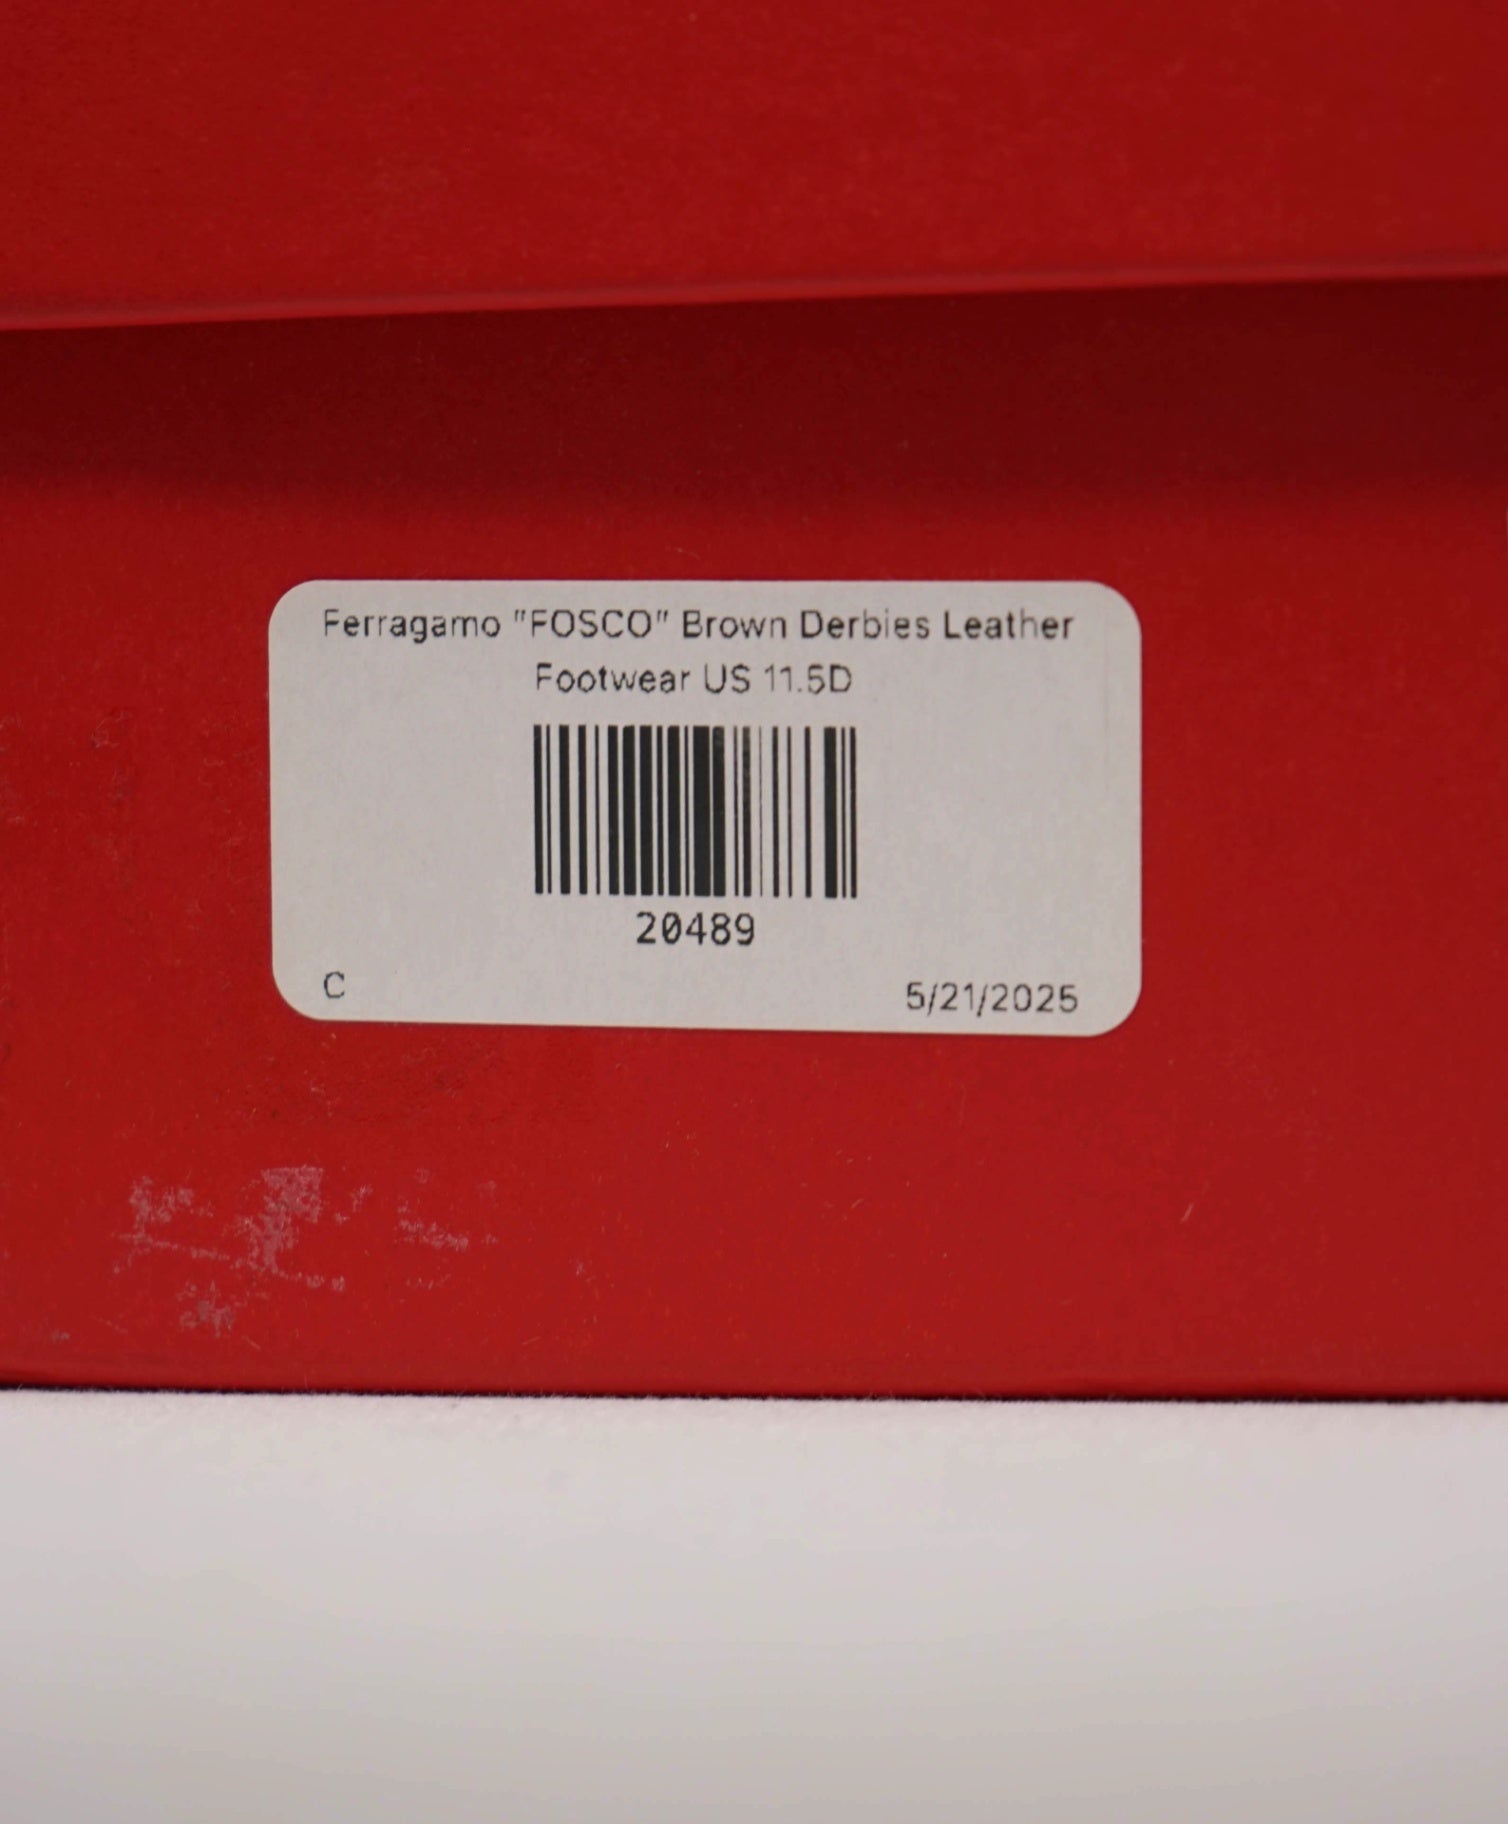 Ferragamo "FOSCO" Brown Derbies Leather
Footwear US 11.5D
20489
C
5/21/2025